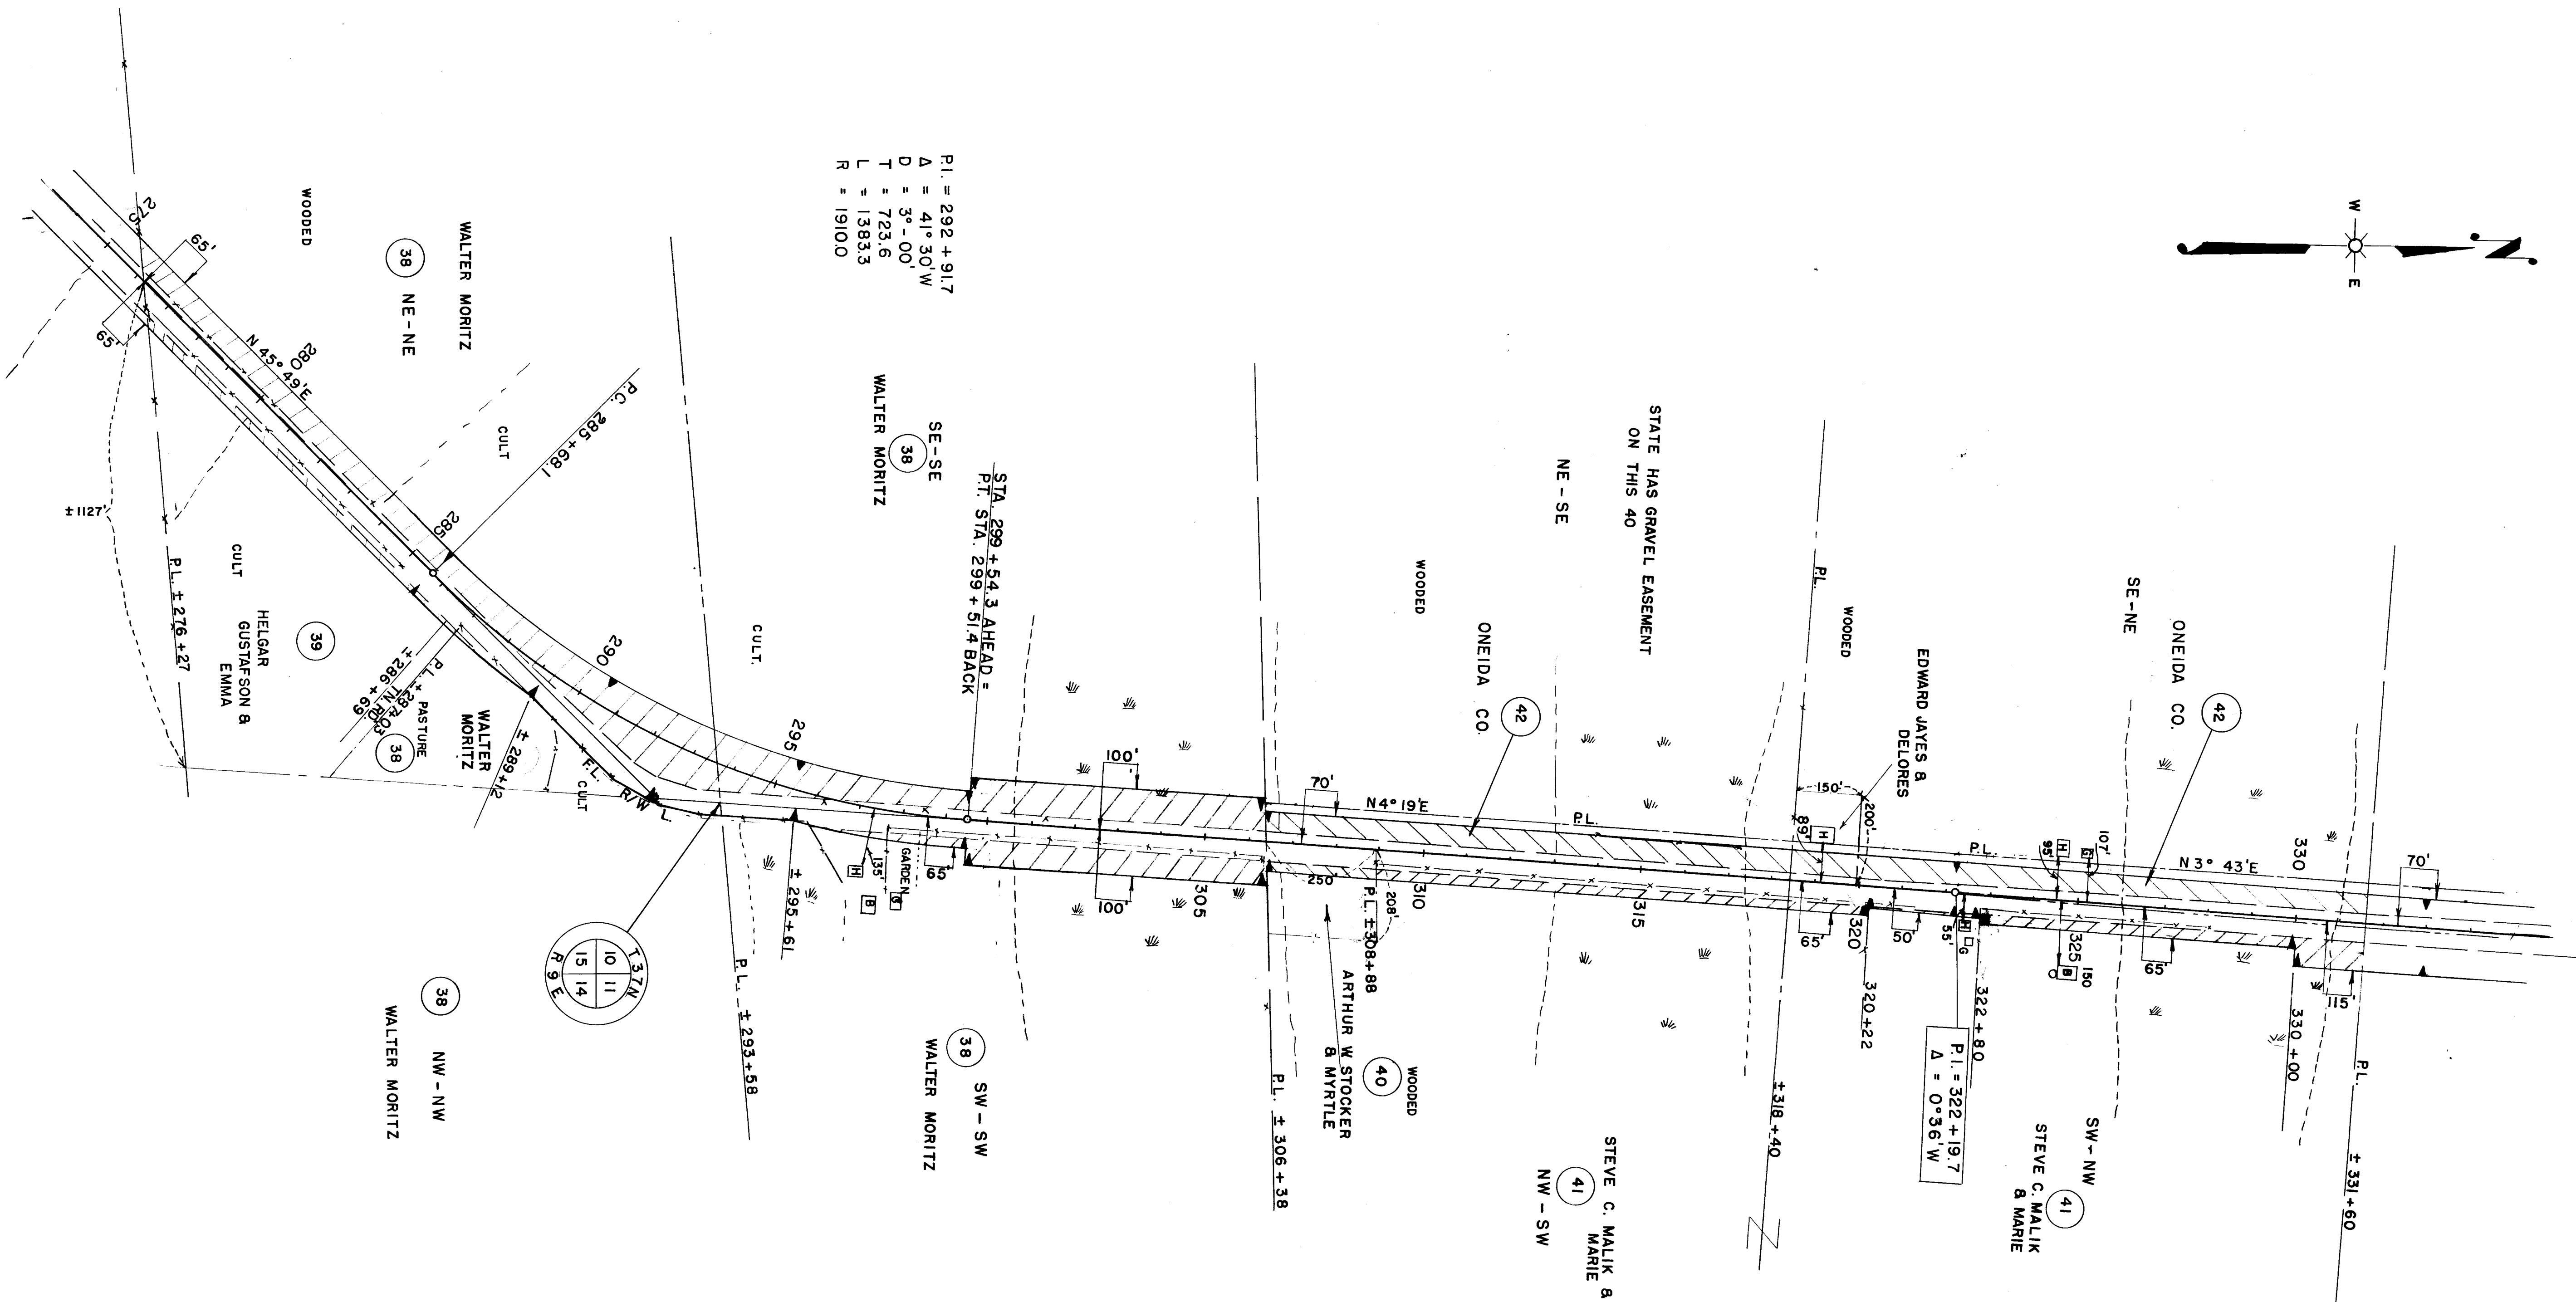 W
E
N
P.I. = 292 + 91.7
Δ = 41° 30' W
D = 3° - 00'
T = 723.6
L = 1383.3
R = 1910.0
WOODED
38
NE - NE
WALTER MORITZ
275
65'
65'
N 45° 49' E
280
CULT
P.C. 285 + 68.1
285
± 1127'
P.L. ± 276 + 27
CULT
HELGAR
GUSTAFSON &
EMMA
39
P.L. ± 287 + 03
TN. RD.
± 286 + 69
PASTURE
38
WALTER
MORITZ
± 289 + 12
CULT
F.L.
R/W L.
290
SE - SE
38
WALTER MORITZ
CULT.
295
STA. 299 + 54.3 AHEAD =
P.T. STA. 299 + 51.4 BACK
T 37 N
10 11
15 14
R 9 E
P.L. ± 293 + 58
± 295 + 61
38
NW - NW
WALTER MORITZ
H
135'
GARDEN
B
G
65'
38
SW - SW
WALTER MORITZ
100'
100'
305
70'
N 4° 19' E
P.L. ± 306 + 38
250'
P.L. ± 308 + 88
208'
310
ARTHUR W. STOCKER
& MYRTLE
40
WOODED
WOODED
ONEIDA CO.
42
NE - SE
STATE HAS GRAVEL EASEMENT
ON THIS 40
P.L.
315
STEVE C. MALIK &
MARIE
41
NW - SW
P.L.
WOODED
150'
200'
89'
H
EDWARD JAYES &
DELORES
65'
320
50'
± 318 + 40
320 + 22
55'
H
G
322 + 80
P.I. = 322 + 19.7
Δ = 0° 36' W
P.L.
SE - NE
ONEIDA CO.
42
95'
H
G
107'
N 3° 43' E
325
150
B
65'
SW - NW
STEVE C. MALIK
& MARIE
41
330
70'
115'
330 + 00
P.L.
± 331 + 60